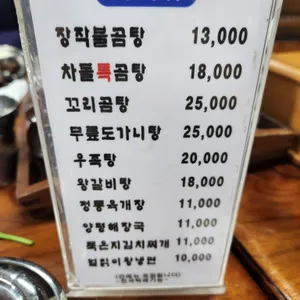 장작불곰탕 13,000
차돌특곰탕 18,000
꼬리곰탕 25,000
무릎도가니탕 25,000
우족탕 20,000
왕갈비탕 18,000
정통육개장 11,000
양평해장국 11,000
묵은지김치찌개 11,000
얼음이동냉면 10,000